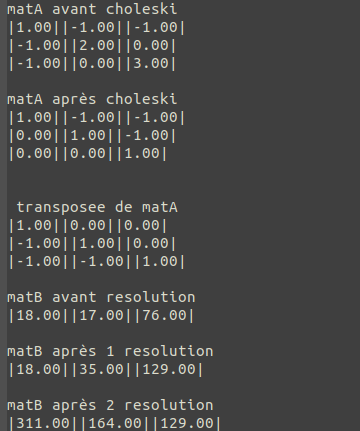 matA avant choleski
|1.00||-1.00||-1.00|
|-1.00||2.00||0.00|
|-1.00||0.00||3.00|
matA après choleski
|1.00||-1.00||-1.00|
|0.00||1.00||-1.00|
|0.00||0.00||1.00|
transposee de matA
|1.00||0.00||0.00|
|-1.00||1.00||0.00|
|-1.00||-1.00||1.00|
matB avant resolution
|18.00||17.00||76.00|
matB après 1 resolution
|18.00||35.00||129.00|
matB après 2 resolution
|311.00||164.00||129.00|